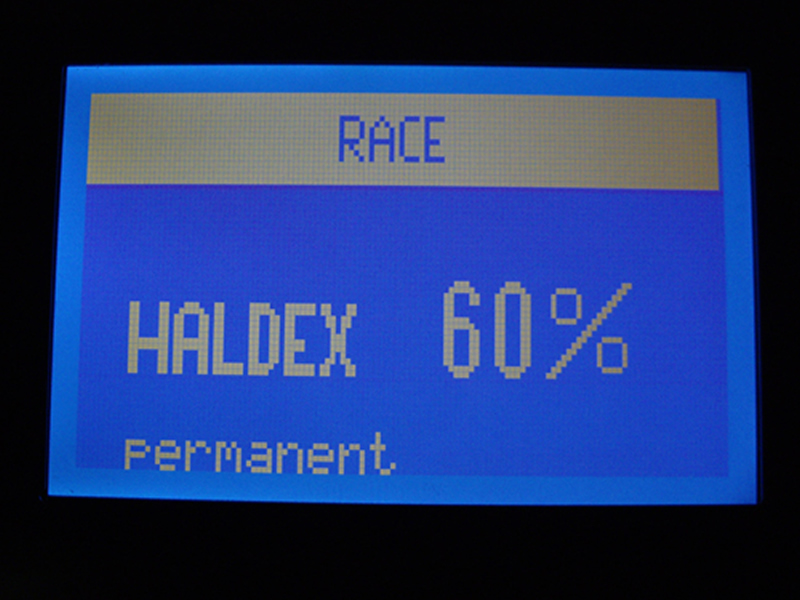 RACE
HALDEX 60%
permanent